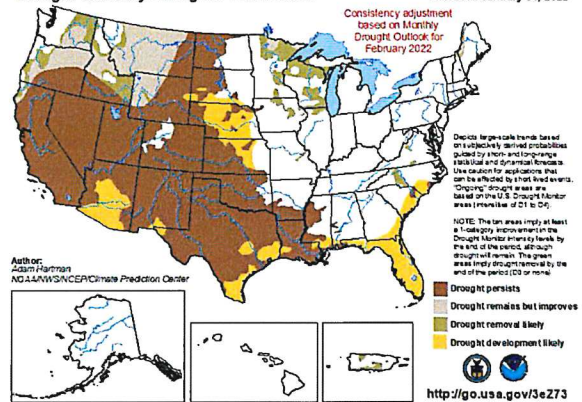 Consistency adjustment
based on Monthly
Drought Outlook for
February 2022
Depicts large-scale trends based
on subjectively derived probabilities
guided by short- and long-range
statistical and dynamical forecasts.
Use caution for applications that
can be affected by short lived events.
"Ongoing" drought areas are
based on the U.S. Drought Monitor
areas (intensities of D1 to D4).
NOTE: The tan areas imply at least
a 1-category improvement in the
Drought Monitor intensity levels by
the end of the period, although
drought will remain. The green
areas imply drought removal by the
end of the period (D0 or none)
Author:
Adam Hartman
NOAA/NWS/NCEP/Climate Prediction Center
Drought persists
Drought remains but improves
Drought removal likely
Drought development likely
http://go.usa.gov/3eZ73